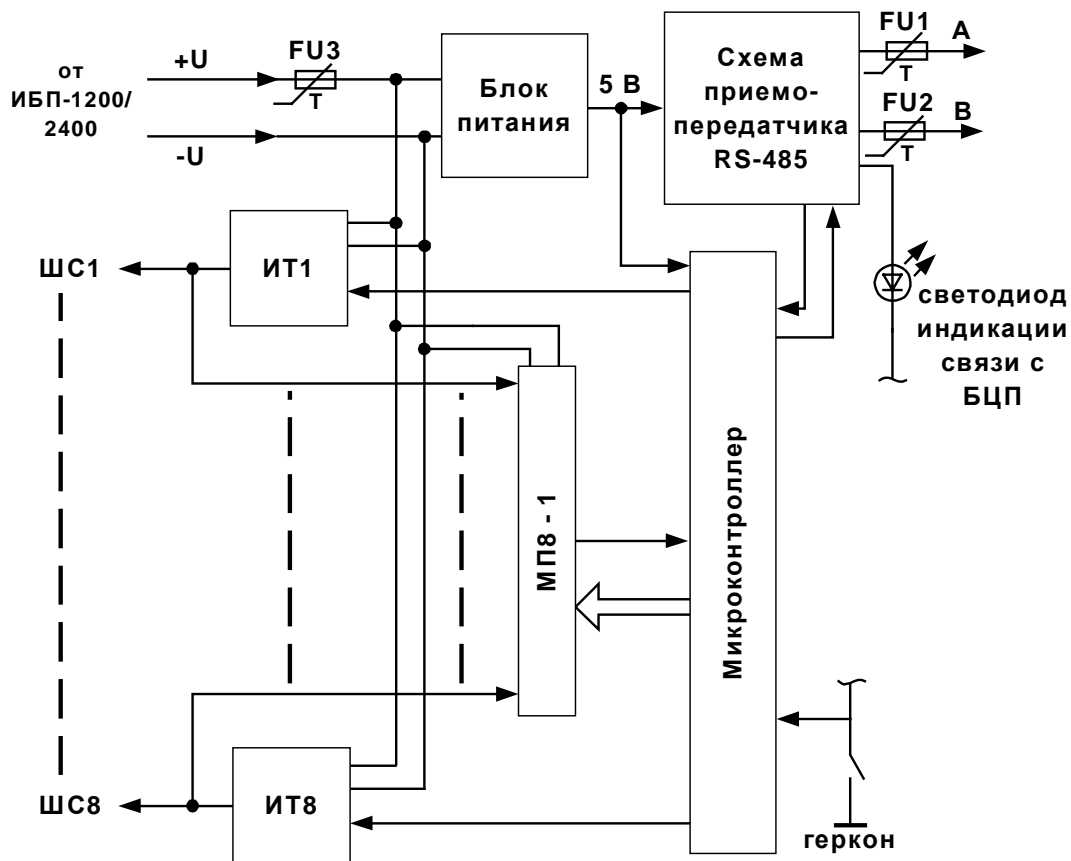 от
ИБП-1200/
2400
+U
-U
FU3
T
Блок
питания
5 В
Схема
приемо-
передатчика
RS-485
FU1
T
A
FU2
T
B
ШС1
ИТ1
светодиод
индикации
связи с
БЦП
МП8 - 1
Микроконтроллер
ШС8
ИТ8
геркон